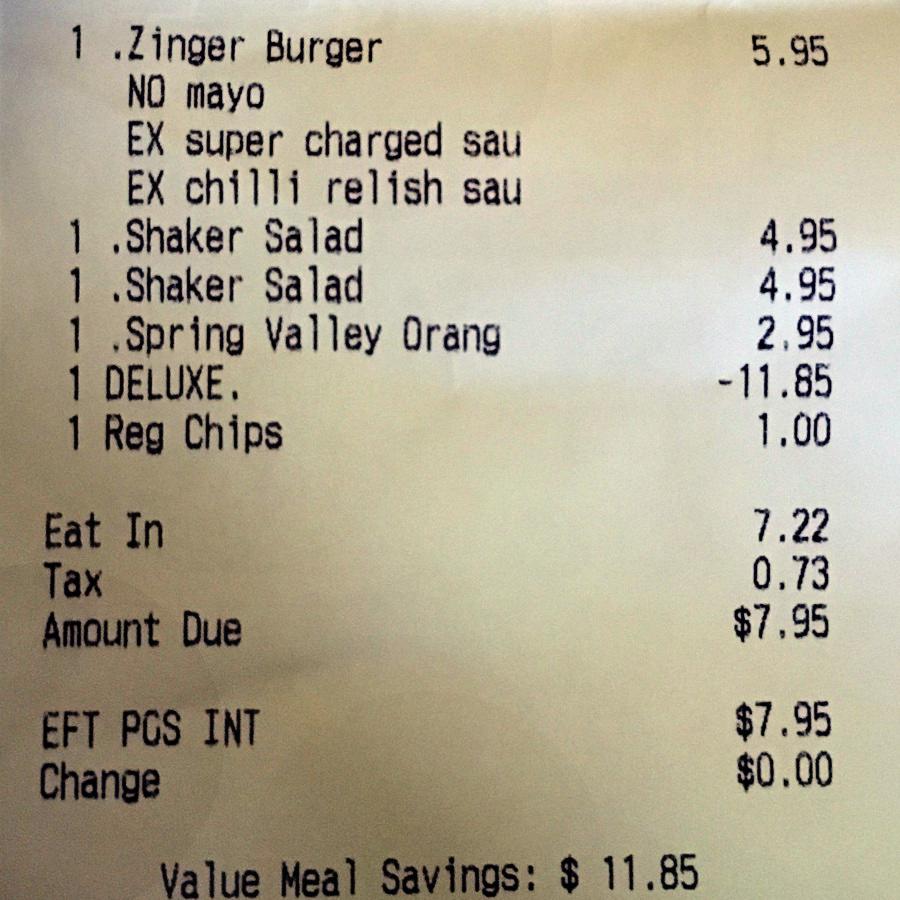 1 .Zinger Burger 5.95
NO mayo
EX super charged sau
EX chilli relish sau
1 .Shaker Salad 4.95
1 .Shaker Salad 4.95
1 .Spring Valley Orang 2.95
1 DELUXE. -11.85
1 Reg Chips 1.00
Eat In 7.22
Tax 0.73
Amount Due $7.95
EFT POS INT $7.95
Change $0.00
Value Meal Savings: $ 11.85